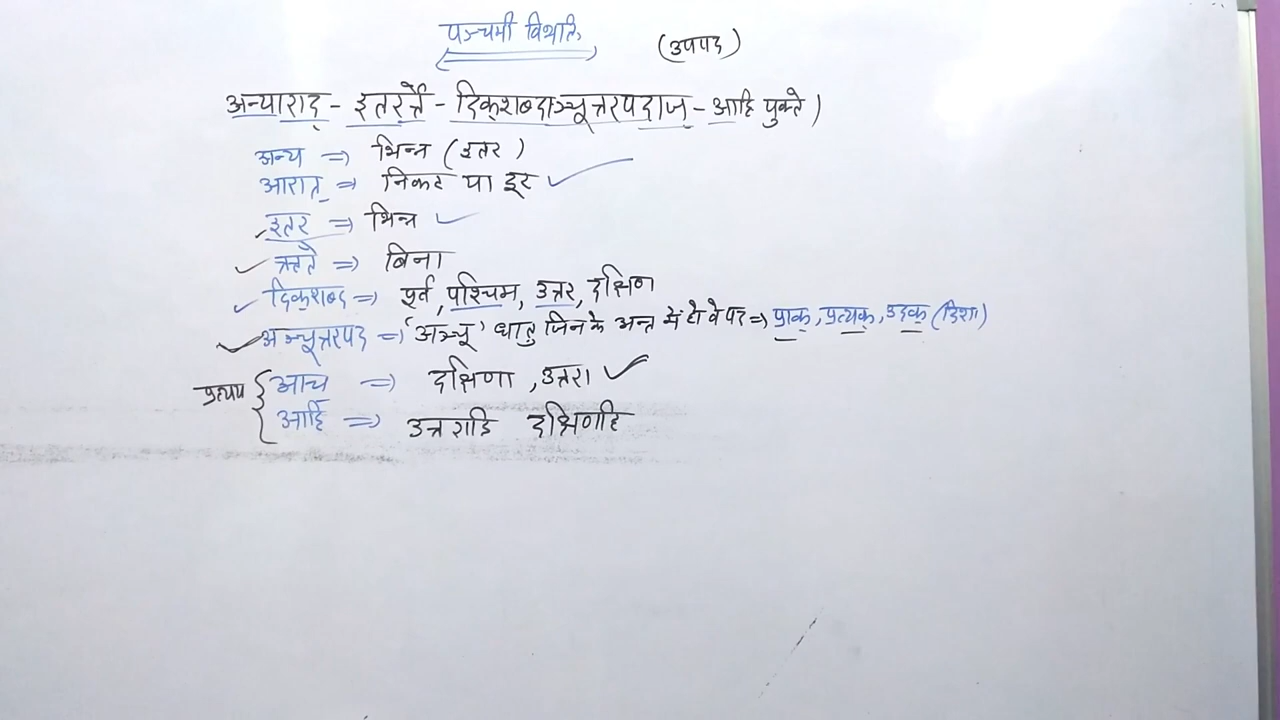 पञ्चमी विभक्ति
(उपपद)
अन्याराद् - इतरर्ते - दिक्शब्दाञ्चूत्तरपदाज् - आहि युक्ते)
अन्य ⇒ भिन्न (इतर)
आरात् ⇒ निकट या दूर
इतर ⇒ भिन्न
ऋते ⇒ बिना
दिक्शब्द ⇒ पूर्व, पश्चिम, उत्तर, दक्षिण
अञ्चूत्तरपद ⇒ 'अञ्चू' धातु जिनके अन्त में हो वे पद ⇒ प्राक्, प्रत्यक्, उदक् (दिशा)
प्रत्यय { आच ⇒ दक्षिणा, उत्तरा
आहि ⇒ उत्तराहि दक्षिणहि